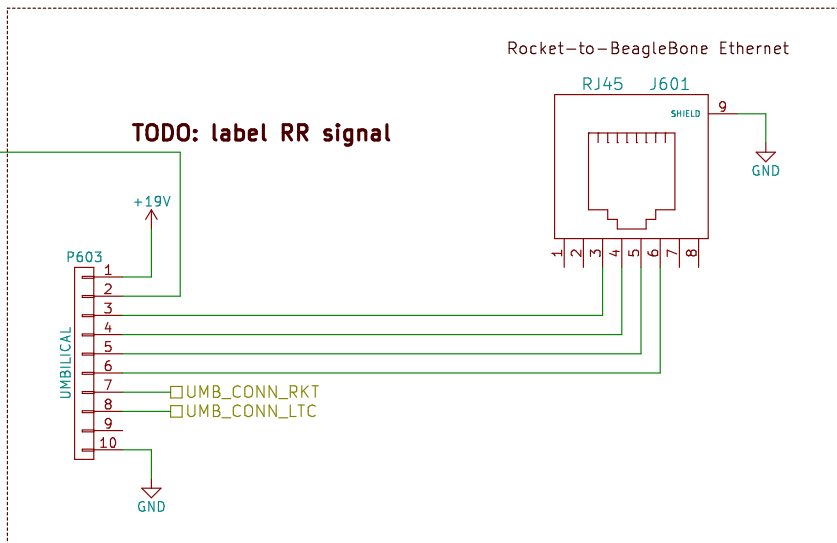 Rocket-to-BeagleBone Ethernet
RJ45 J601
SHIELD 9
GND
1 2 3 4 5 6 7 8
TODO: label RR signal
+19V
P603
UMBILICAL
1
2
3
4
5
6
7 UMB_CONN_RKT
8 UMB_CONN_LTC
9
10
GND